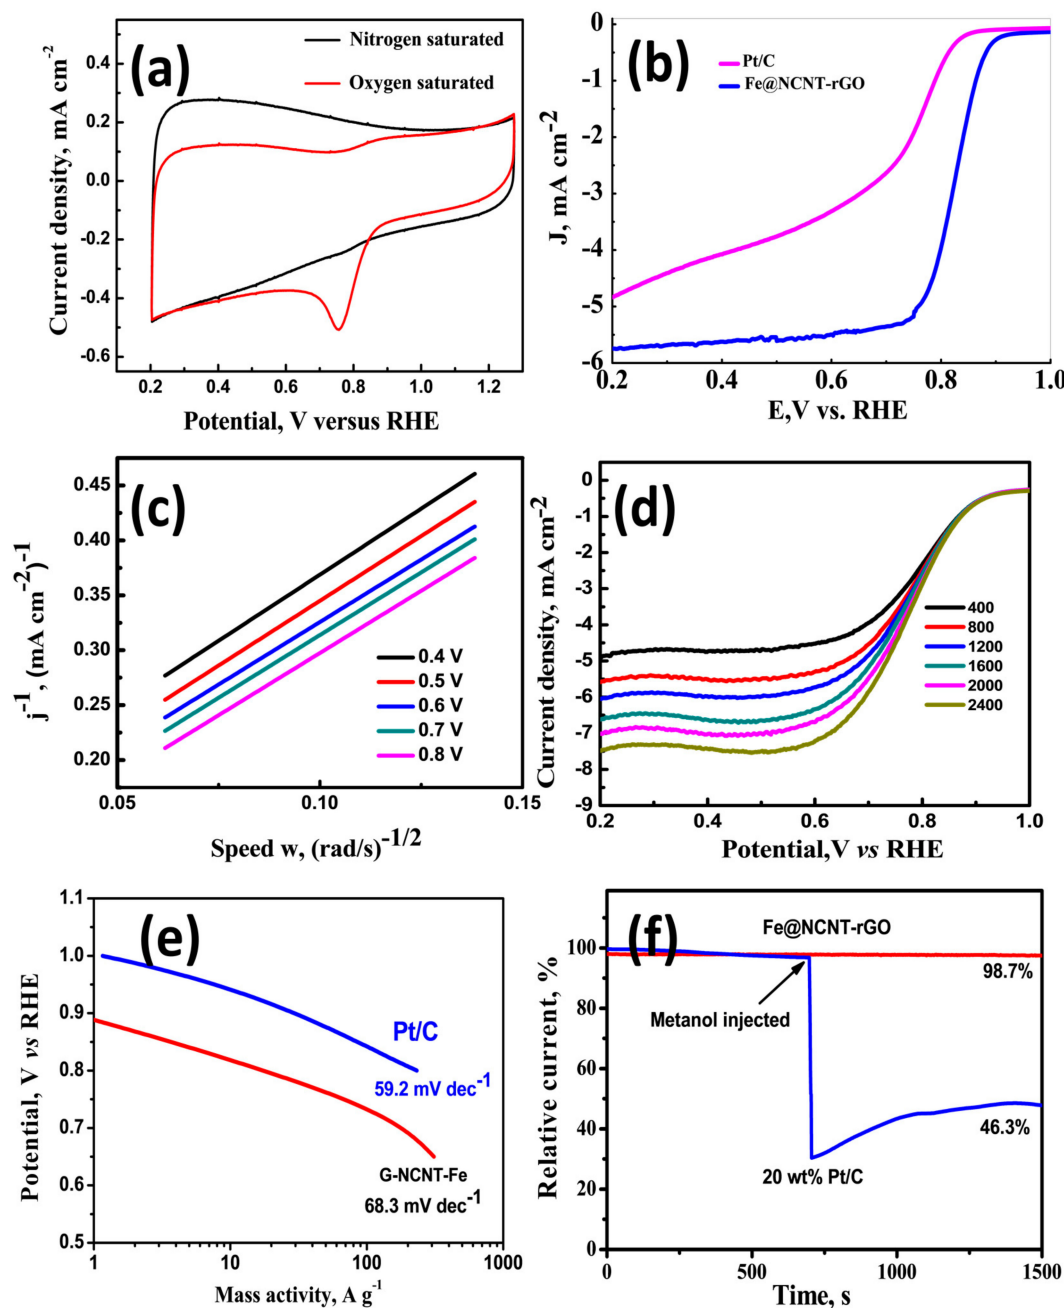 (a)
Nitrogen saturated
Oxygen saturated
Current density, mA cm-2
0.4
0.2
0.0
-0.2
-0.4
-0.6
0.2 0.4 0.6 0.8 1.0 1.2
Potential, V versus RHE
(b)
Pt/C
Fe@NCNT-rGO
J, mA cm-2
0
-1
-2
-3
-4
-5
-6
0.2 0.4 0.6 0.8 1.0
E,V vs. RHE
(c)
j-1 , (mA cm-2)-1
0.45
0.40
0.35
0.30
0.25
0.20
0.4 V
0.5 V
0.6 V
0.7 V
0.8 V
0.05 0.10 0.15
Speed w, (rad/s)-1/2
(d)
Current density, mA cm-2
0
-1
-2
-3
-4
-5
-6
-7
-8
-9
400
800
1200
1600
2000
2400
0.2 0.4 0.6 0.8 1.0
Potential,V vs RHE
(e)
Potential, V vs RHE
1.1
1.0
0.9
0.8
0.7
0.6
0.5
Pt/C
59.2 mV dec-1
G-NCNT-Fe
68.3 mV dec-1
1 10 100 1000
Mass activity, A g-1
(f)
Relative current, %
100
80
60
40
20
0
Fe@NCNT-rGO
98.7%
Metanol injected
46.3%
20 wt% Pt/C
0 500 1000 1500
Time, s